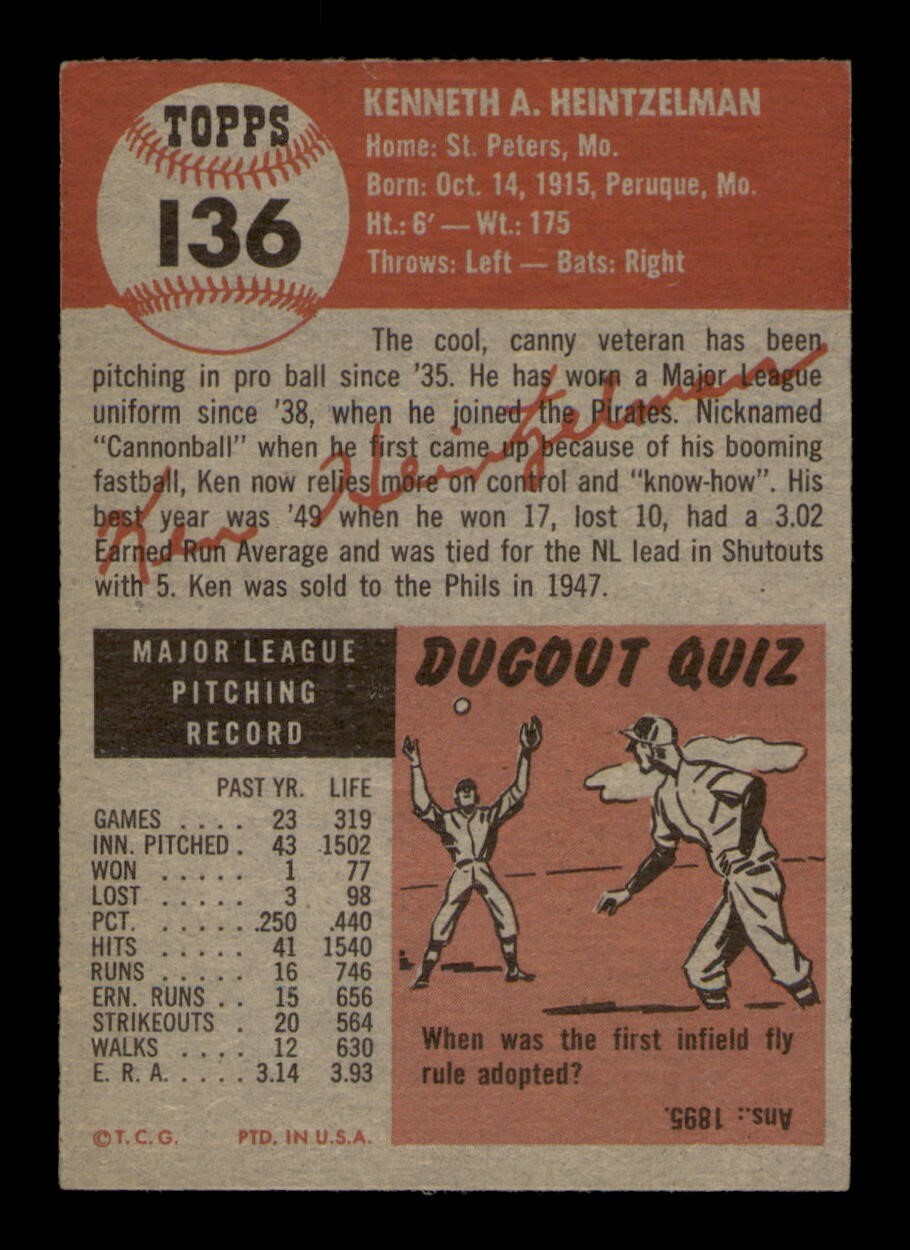 TOPPS
136
KENNETH A. HEINTZELMAN
Home: St. Peters, Mo.
Born: Oct. 14, 1915, Peruque, Mo.
Ht.: 6′ — Wt.: 175
Throws: Left — Bats: Right
The cool, canny veteran has been
pitching in pro ball since '35. He has worn a Major League
uniform since '38, when he joined the Pirates. Nicknamed
"Cannonball" when he first came up because of his booming
fastball, Ken now relies more on control and "know-how". His
best year was '49 when he won 17, lost 10, had a 3.02
Earned Run Average and was tied for the NL lead in Shutouts
with 5. Ken was sold to the Phils in 1947.
Ken Heintzelman
MAJOR LEAGUE
PITCHING
RECORD
PAST YR. LIFE
GAMES . . . . 23 319
INN. PITCHED . 43 1502
WON . . . . . 1 77
LOST . . . . . 3 98
PCT. . . . . . .250 .440
HITS . . . . . 41 1540
RUNS . . . . . 16 746
ERN. RUNS . . 15 656
STRIKEOUTS . 20 564
WALKS . . . . 12 630
E. R. A. . . . . 3.14 3.93
© T. C. G. PTD. IN U.S.A.
DUGOUT QUIZ
When was the first infield fly
rule adopted?
Ans.: 1895.